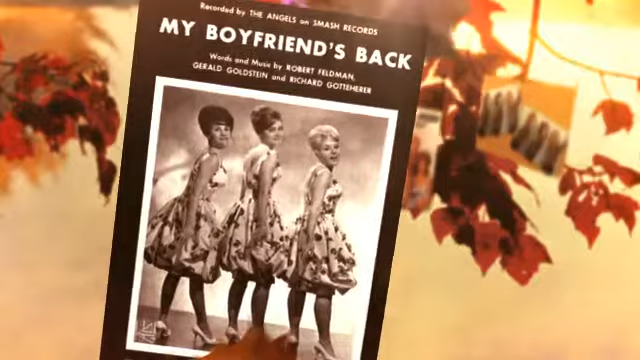 Recorded by THE ANGELS on SMASH RECORDS
MY BOYFRIEND'S BACK
Words and Music by ROBERT FELDMAN,
GERALD GOLDSTEIN and RICHARD GOTTEHERER